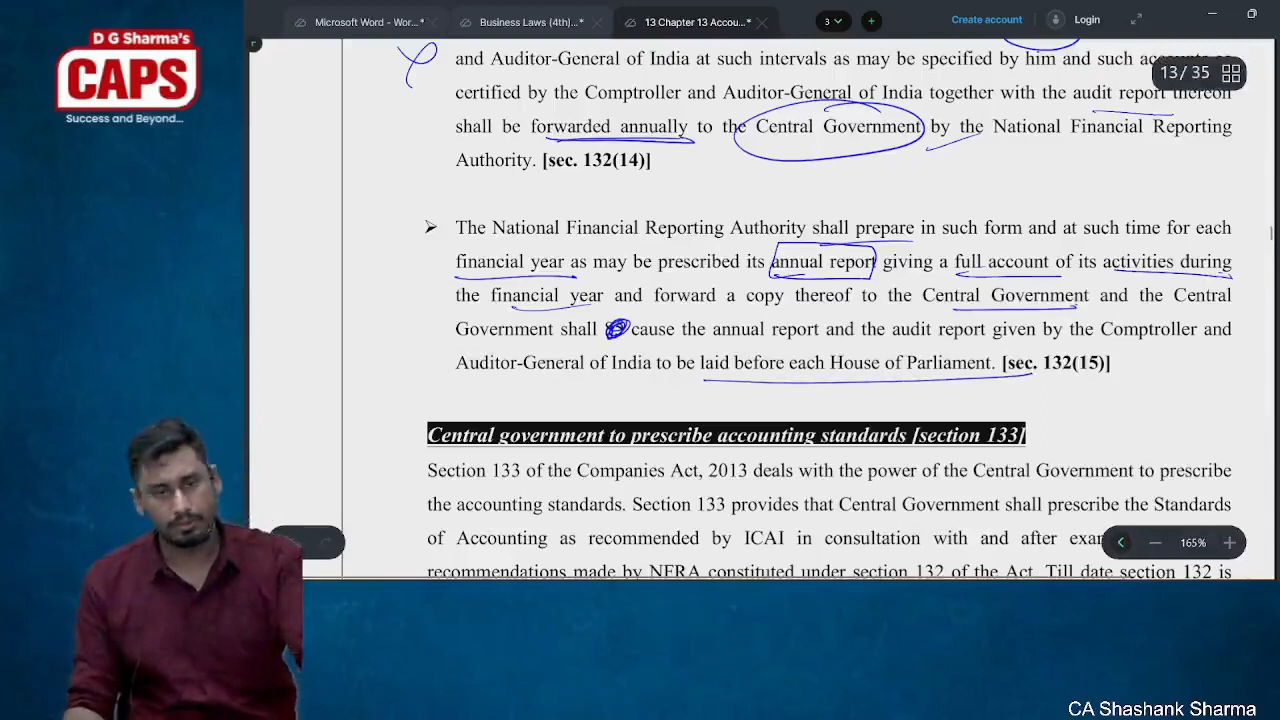 Microsoft Word - Wor...*
Business Laws (4th]...*
13 Chapter 13 Accou...*
3
Create account
Login
D G Sharma's
CAPS
Success and Beyond...
and Auditor-General of India at such intervals as may be specified by him and such
13/ 35
certified by the Comptroller and Auditor-General of India together with the audit report thereon
shall be forwarded annually to the Central Government by the National Financial Reporting
Authority. [sec. 132(14)]
➢ The National Financial Reporting Authority shall prepare in such form and at such time for each
financial year as may be prescribed its annual report giving a full account of its activities during
the financial year and forward a copy thereof to the Central Government and the Central
Government shall cause the annual report and the audit report given by the Comptroller and
Auditor-General of India to be laid before each House of Parliament. [sec. 132(15)]
Central government to prescribe accounting standards [section 133]
Section 133 of the Companies Act, 2013 deals with the power of the Central Government to prescribe
the accounting standards. Section 133 provides that Central Government shall prescribe the Standards
of Accounting as recommended by ICAI in consultation with and after
165%
recommendations made by NFRA constituted under section 132 of the Act. Till date section 132 is
CA Shashank Sharma